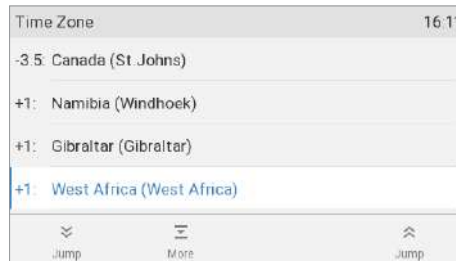 Time Zone 16:11
-3.5: Canada (St.Johns)
+1: Namibia (Windhoek)
+1: Gibraltar (Gibraltar)
+1: West Africa (West Africa)
Jump More Jump